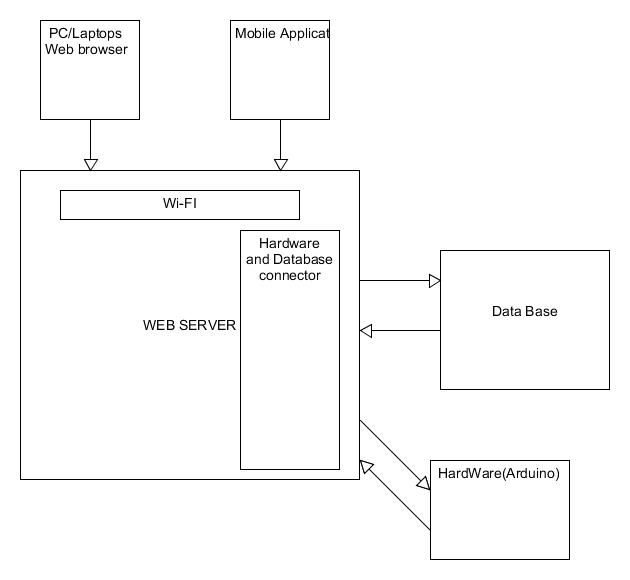 PC/Laptops
Web browser
Mobile Applicat
Wi-FI
Hardware
and Database
connector
WEB SERVER
Data Base
HardWare(Arduino)